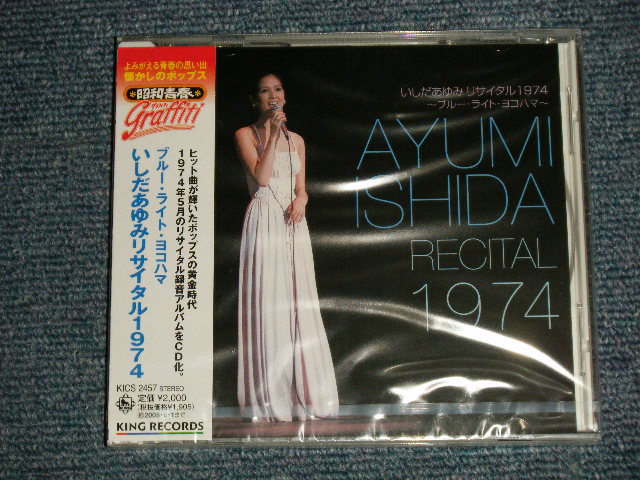 よみがえる青春の思い出
懐かしのポップス
昭和青春
Graffiti
ヒット曲が輝いたポップスの黄金時代
1974年5月のリサイタル録音アルバムをCD化。
ブルー・ライト・ヨコハマ
いしだあゆみリサイタル1974
KICS 2457 STEREO
定価¥2,000
(税抜価格¥1,905)
KING RECORDS
いしだあゆみリサイタル1974
〜ブルー・ライト・ヨコハマ〜
AYUMI
ISHIDA
RECITAL
1974